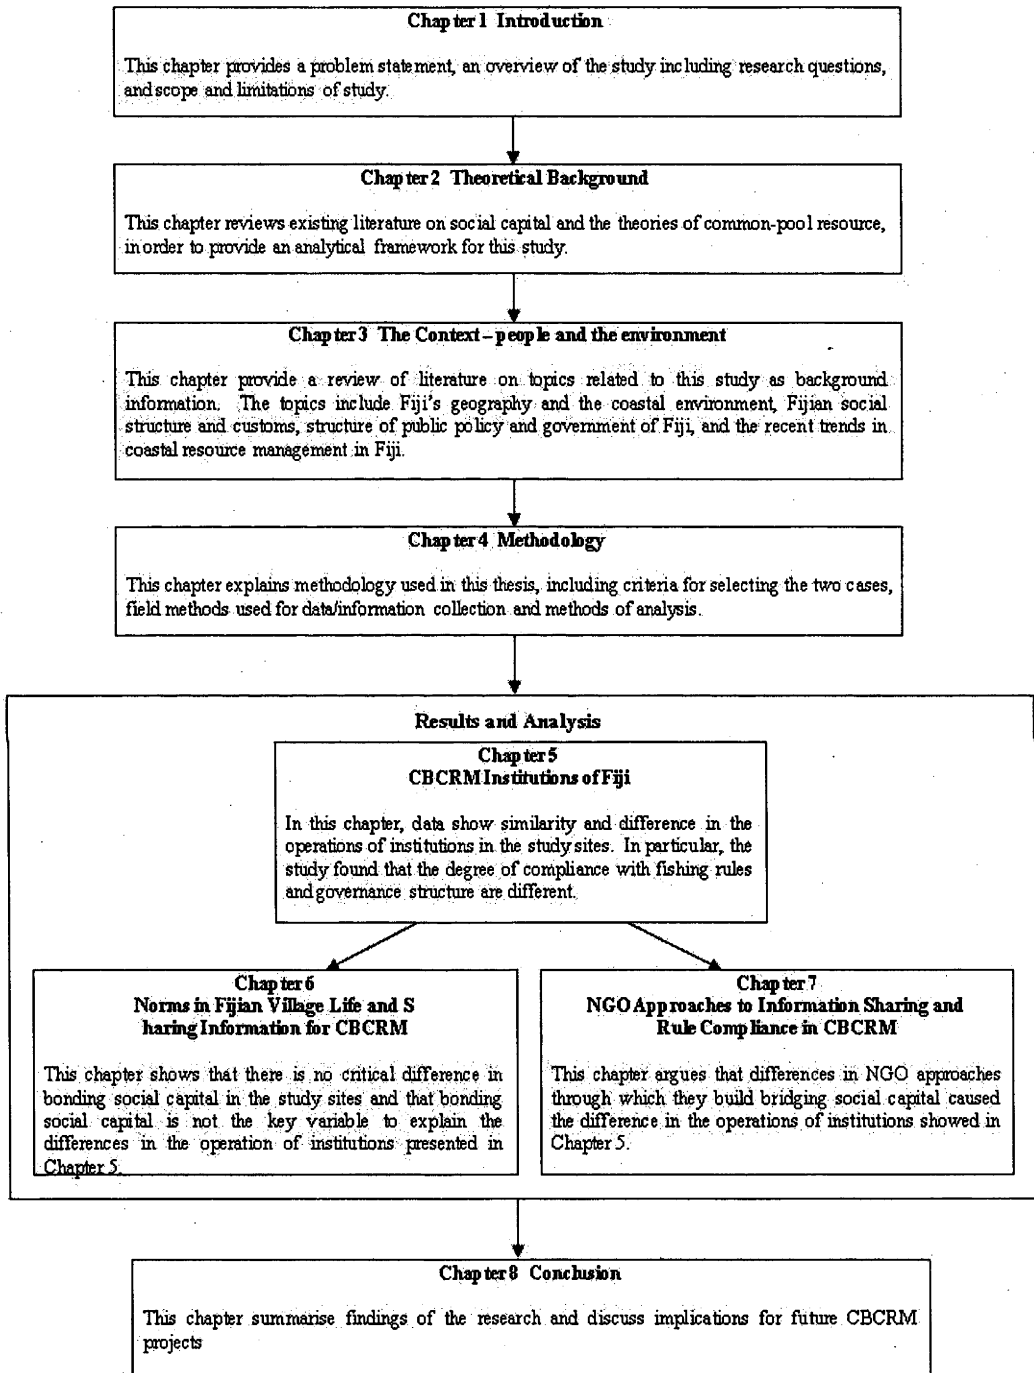 Chapter 1 Introduction
This chapter provides a problem statement, an overview of the study including research questions,
and scope and limitations of study.
Chapter 2 Theoretical Background
This chapter reviews existing literature on social capital and the theories of common-pool resource,
in order to provide an analytical framework for this study.
Chapter 3 The Context – people and the environment
This chapter provide a review of literature on topics related to this study as background
information. The topics include Fiji's geography and the coastal environment, Fijian social
structure and customs, structure of public policy and government of Fiji, and the recent trends in
coastal resource management in Fiji.
Chapter 4 Methodology
This chapter explains methodology used in this thesis, including criteria for selecting the two cases,
field methods used for data/information collection and methods of analysis.
Results and Analysis
Chapter 5
CBCRM Institutions of Fiji
In this chapter, data show similarity and difference in the
operations of institutions in the study sites. In particular, the
study found that the degree of compliance with fishing rules
and governance structure are different.
Chapter 6
Norms in Fijian Village Life and S
haring Information for CBCRM
This chapter shows that there is no critical difference in
bonding social capital in the study sites and that bonding
social capital is not the key variable to explain the
differences in the operation of institutions presented in
Chapter 5.
Chapter 7
NGO Approaches to Information Sharing and
Rule Compliance in CBCRM
This chapter argues that differences in NGO approaches
through which they build bridging social capital caused
the difference in the operations of institutions showed in
Chapter 5.
Chapter 8 Conclusion
This chapter summarise findings of the research and discuss implications for future CBCRM
projects